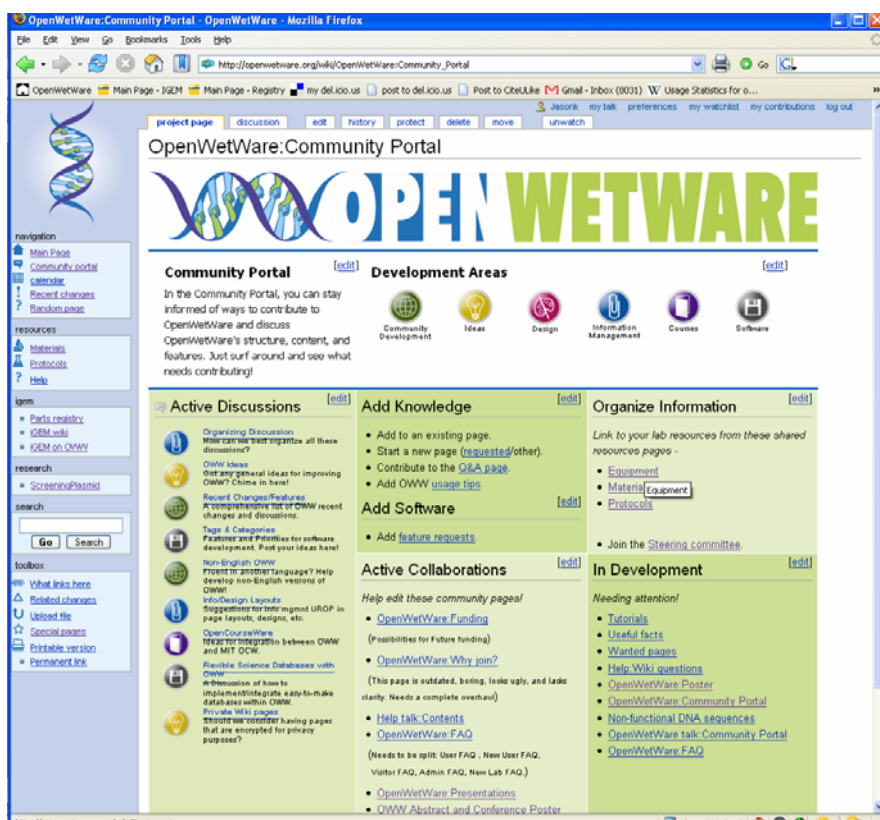 OpenWetWare:Community Portal - OpenWetWare - Mozilla Firefox
File Edit View Go Bookmarks Tools Help
http://openwetware.org/wiki/OpenWetWare:Community_Portal
Go
OpenWetWare Main Page - IGEM Main Page - Registry my del.icio.us post to del.icio.us Post to CiteULike Gmail - Inbox (8031) Usage Statistics for o...
Jasonk my talk preferences my watchlist my contributions log out
project page discussion edit history protect delete move unwatch
OpenWetWare:Community Portal
OPEN WETWARE
navigation
Main Page
Community portal
calendar
Recent changes
Random page
resources
Materials
Protocols
Help
igem
Parts registry
iGEM wiki
iGEM on OWW
research
ScreeningPlasmid
search
Go Search
toolbox
What links here
Related changes
Upload file
Special pages
Printable version
Permanent link
Community Portal [edit]
In the Community Portal, you can stay
informed of ways to contribute to
OpenWetWare and discuss
OpenWetWare's structure, content, and
features. Just surf around and see what
needs contributing!
Development Areas [edit]
Community
Development
Ideas
Design
Information
Management
Courses
Software
Active Discussions [edit]
Organizing Discussion
How can we best organize all these
discussions?
OWW Ideas
Got any general ideas for improving
OWW? Chime in here!
Recent Changes/Features
A comprehensive list of OWW recent
changes and discussions.
Tags & Categories
Features and Priorities for software
development. Post your ideas here!
Non-English OWW
Fluent in another language? Help
develop non-English versions of
OWW!
Info/Design Layouts
Suggestions for info mgmt UROP in
page layouts, designs, etc.
OpenCourseWare
Ideas for integration between OWW
and MIT OCW.
Flexible Science Databases with
OWW
A Discussion of how to
implement/integrate easy-to-make
databases within OWW.
Private Wiki pages
Should we consider having pages
that are encrypted for privacy
purposes?
Add Knowledge [edit]
Add to an existing page.
Start a new page (requested/other).
Contribute to the Q&A page.
Add OWW usage tips
Add Software [edit]
Add feature requests.
Active Collaborations [edit]
Help edit these community pages!
OpenWetWare:Funding
(Possibilities for Future funding)
OpenWetWare:Why join?
(This page is outdated, boring, looks ugly, and lacks
clarity. Needs a complete overhaul)
Help talk:Contents
OpenWetWare:FAQ
(Needs to be split: User FAQ , New User FAQ,
Visitor FAQ, Admin FAQ, New Lab FAQ.)
OpenWetWare Presentations
OWW Abstract and Conference Poster
Organize Information [edit]
Link to your lab resources from these shared
resources pages -
Equipment
Material
Equipment
Protocols
Join the Steering committee.
In Development [edit]
Needing attention!
Tutorials
Useful facts
Wanted pages
Help:Wiki questions
OpenWetWare:Poster
OpenWetWare:Community Portal
Non-functional DNA sequences
OpenWetWare talk:Community Portal
OpenWetWare:FAQ